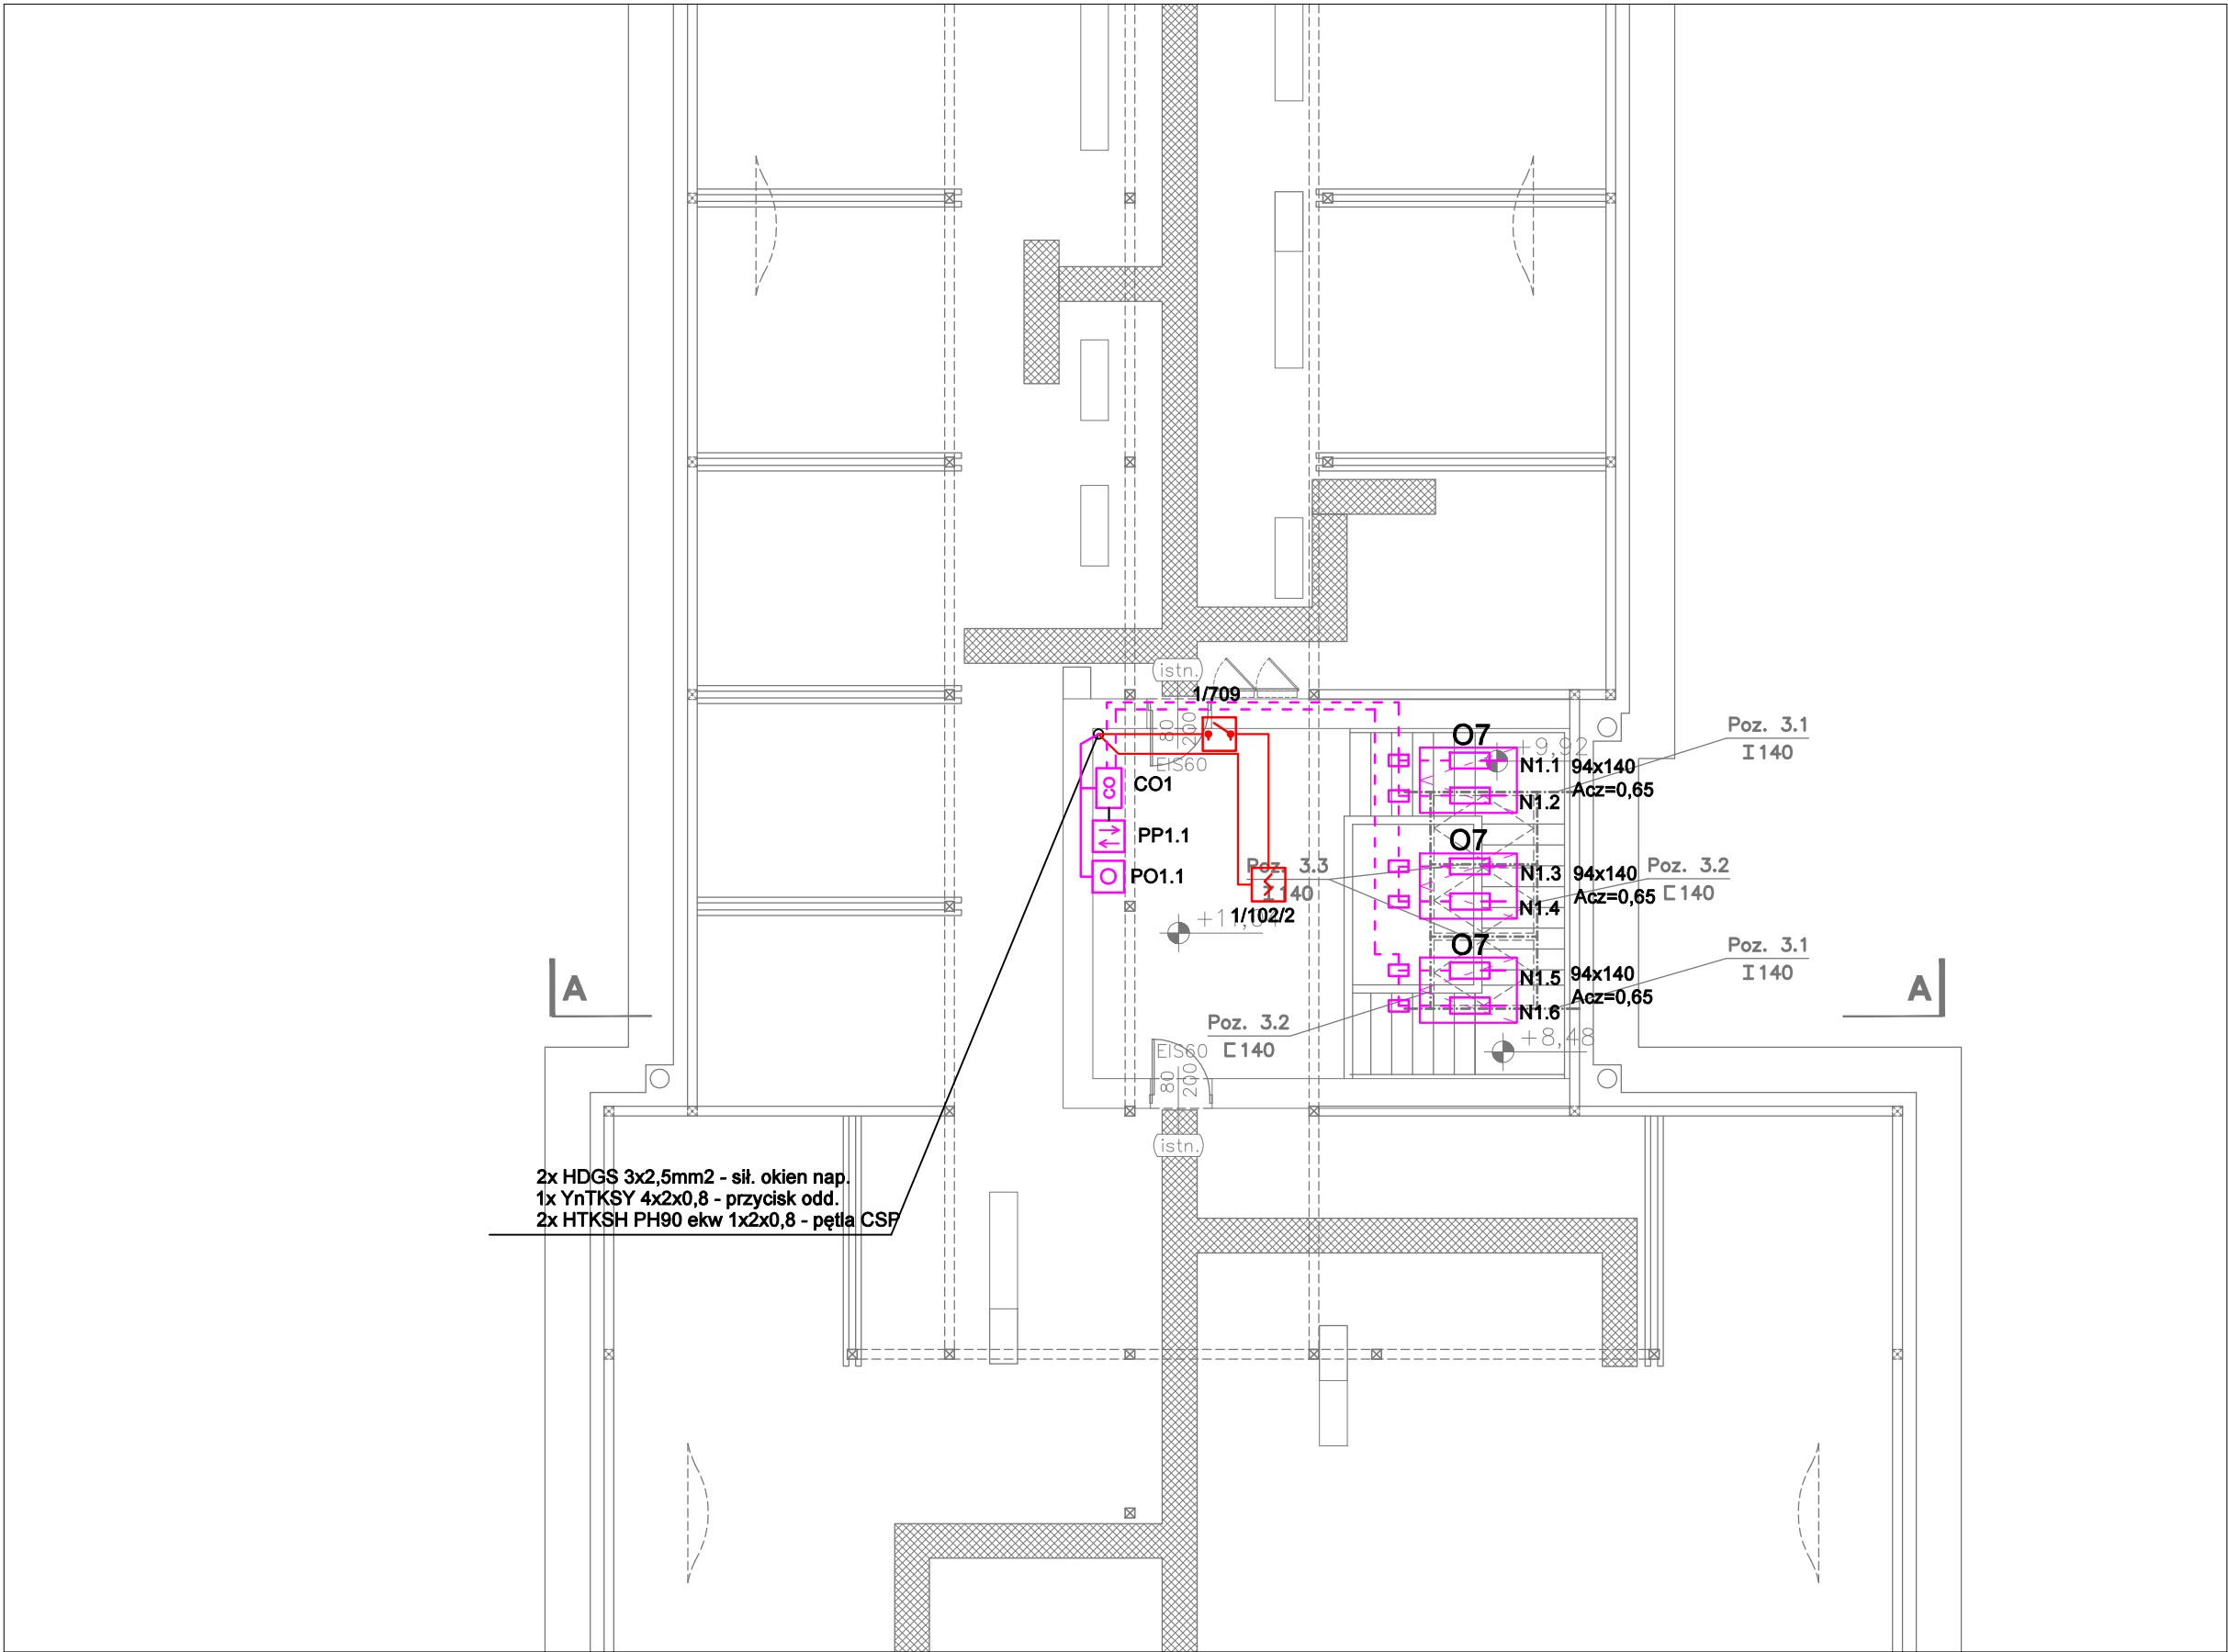 istn.
1/709
80
200
EIS60
CO1
PP1.1
PO1.1
O7
+9,92
N1.1
94x140
Acz=0,65
N1.2
Poz. 3.1
I 140
O7
N1.3
94x140
Acz=0,65
N1.4
Poz. 3.2
140
Poz. 3.3
140
1/102/2
O7
N1.5
94x140
Acz=0,65
N1.6
Poz. 3.1
I 140
A
A
Poz. 3.2
140
+8,48
EIS60
80
200
istn.
2x HDGS 3x2,5mm2 - sił. okien nap.
1x YnTKSY 4x2x0,8 - przycisk odd.
2x HTKSH PH90 ekw 1x2x0,8 - pętla CSP